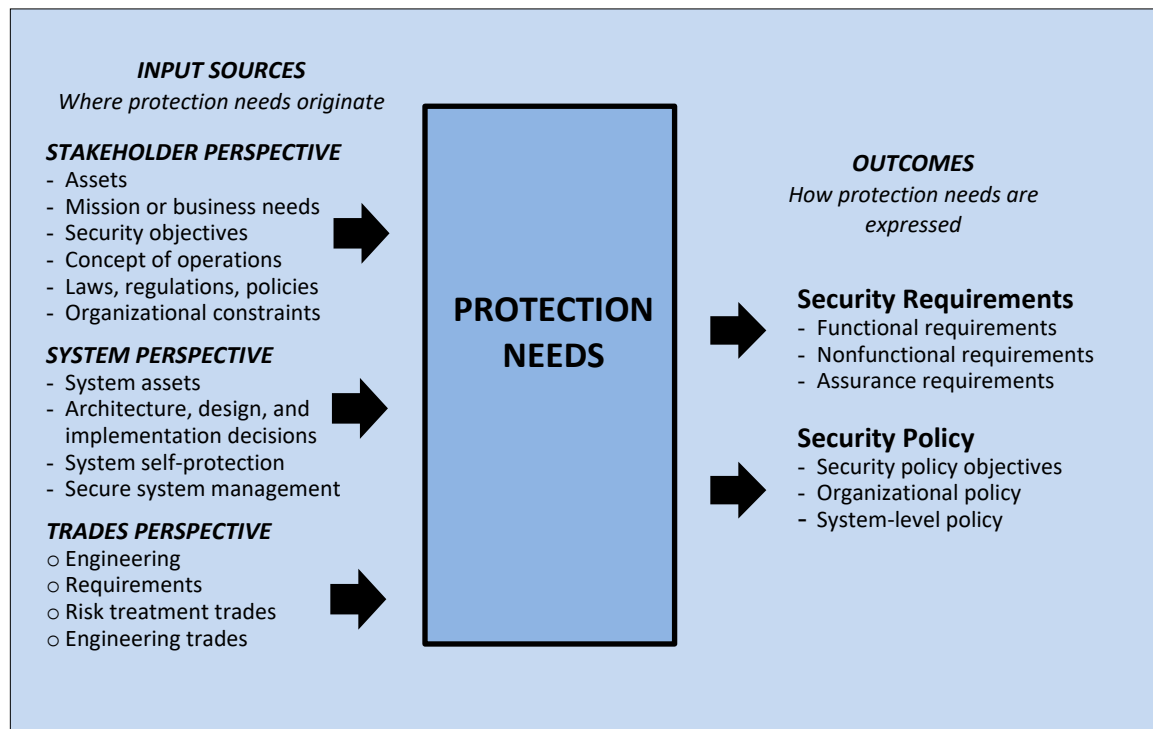 INPUT SOURCES
Where protection needs originate
STAKEHOLDER PERSPECTIVE
- Assets
- Mission or business needs
- Security objectives
- Concept of operations
- Laws, regulations, policies
- Organizational constraints
SYSTEM PERSPECTIVE
- System assets
- Architecture, design, and
implementation decisions
- System self-protection
- Secure system management
TRADES PERSPECTIVE
o Engineering
o Requirements
o Risk treatment trades
o Engineering trades
PROTECTION
NEEDS
OUTCOMES
How protection needs are
expressed
Security Requirements
- Functional requirements
- Nonfunctional requirements
- Assurance requirements
Security Policy
- Security policy objectives
- Organizational policy
- System-level policy